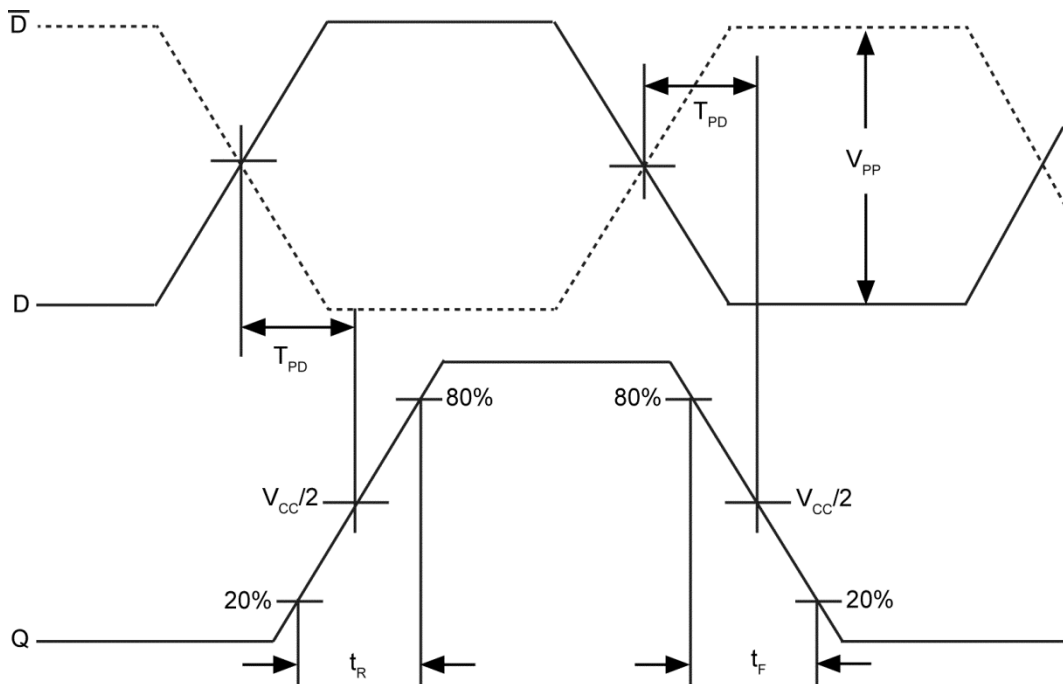 D̅
T_PD
V_PP
D
T_PD
80%
80%
V_CC/2
V_CC/2
20%
20%
Q
t_R
t_F